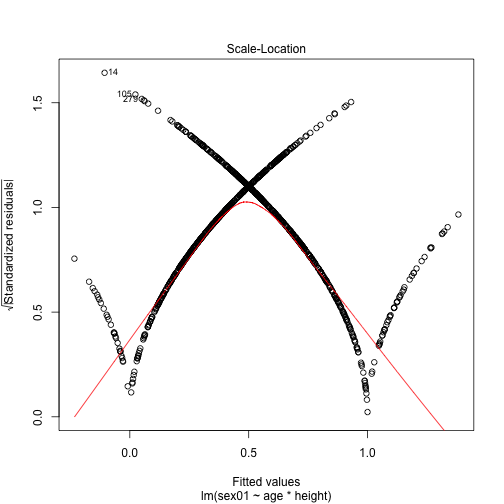 Scale-Location
14
105
279
1.5
1.0
0.5
0.0
√|Standardized residuals|
0.0 0.5 1.0
Fitted values
lm(sex01 ~ age * height)